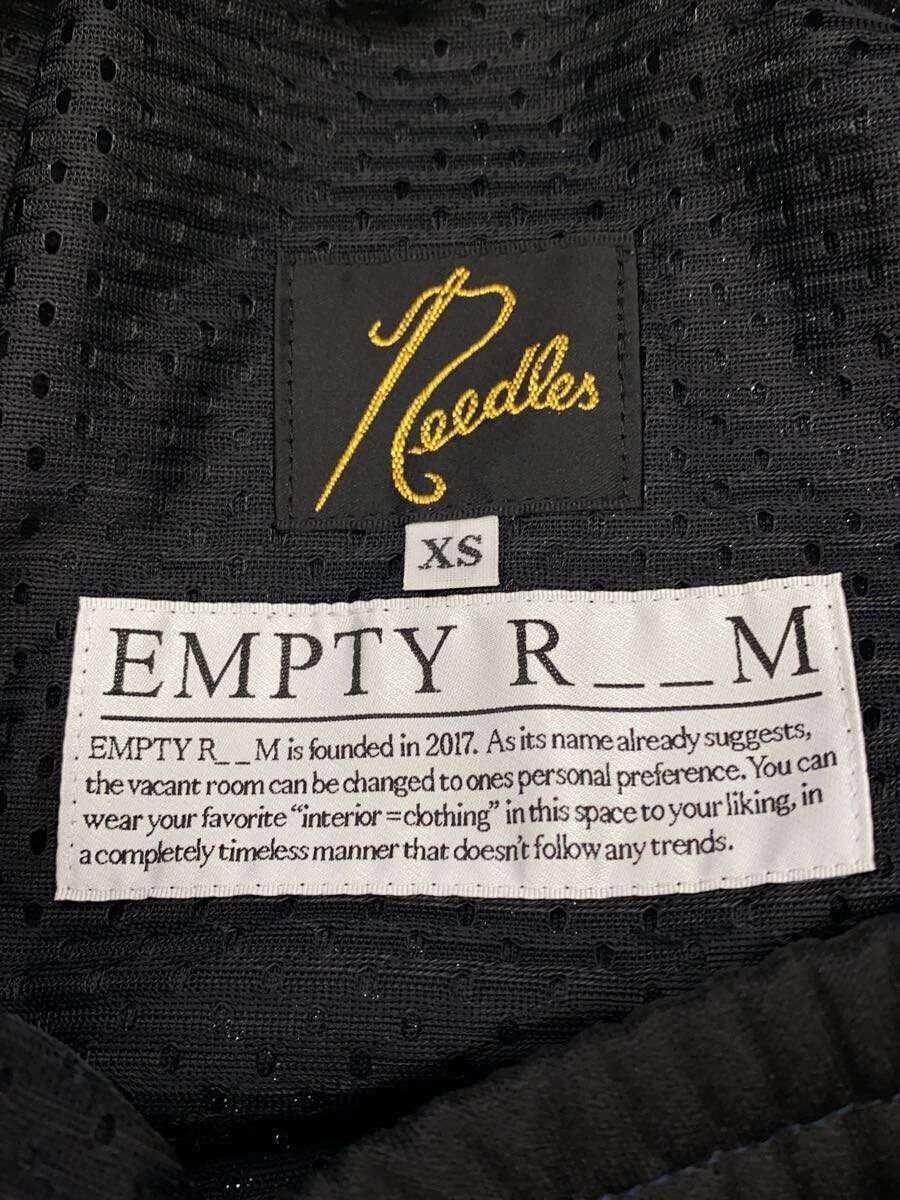 Needles
XS
EMPTY R__M
EMPTY R__M is founded in 2017. As its name already suggests,
the vacant room can be changed to ones personal preference. You can
wear your favorite “interior=clothing” in this space to your liking, in
a completely timeless manner that doesn't follow any trends.